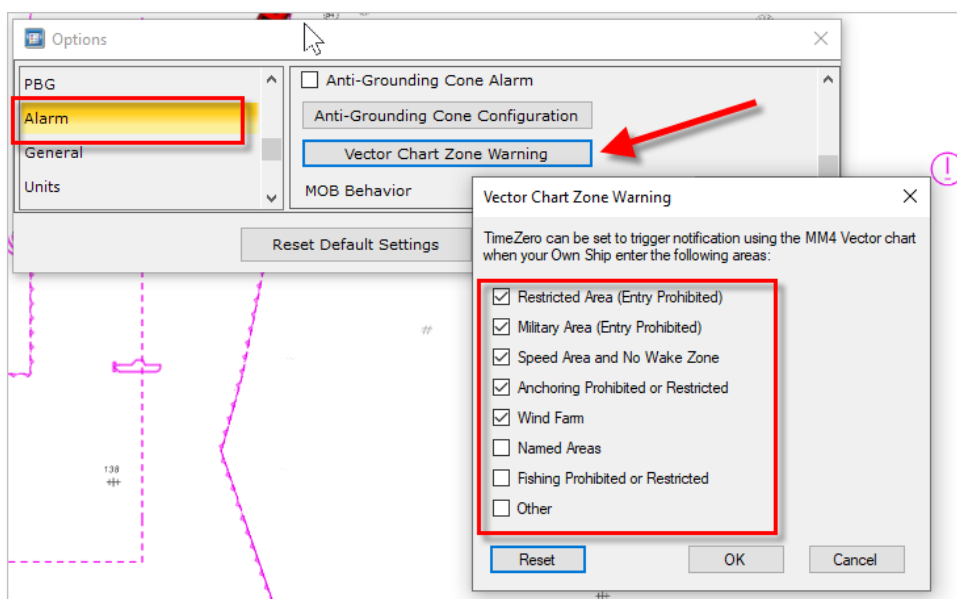 Options
PBG
Alarm
General
Units
Anti-Grounding Cone Alarm
Anti-Grounding Cone Configuration
Vector Chart Zone Warning
MOB Behavior
Reset Default Settings
Vector Chart Zone Warning
TimeZero can be set to trigger notification using the MM4 Vector chart
when your Own Ship enter the following areas:
Restricted Area (Entry Prohibited)
Military Area (Entry Prohibited)
Speed Area and No Wake Zone
Anchoring Prohibited or Restricted
Wind Farm
Named Areas
Fishing Prohibited or Restricted
Other
Reset
OK
Cancel
138